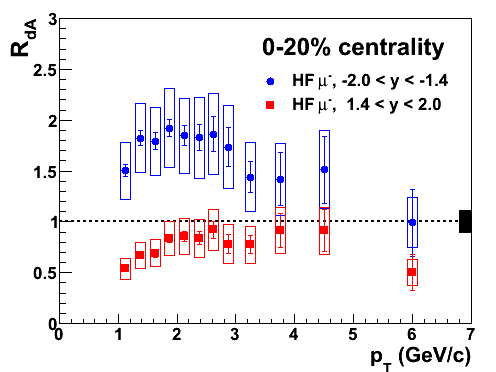 R_dA
3
2.5
2
1.5
1
0.5
0
0-20% centrality
HF μ⁻, -2.0 < y < -1.4
HF μ⁻, 1.4 < y < 2.0
0 1 2 3 4 5 6 7
p_T (GeV/c)